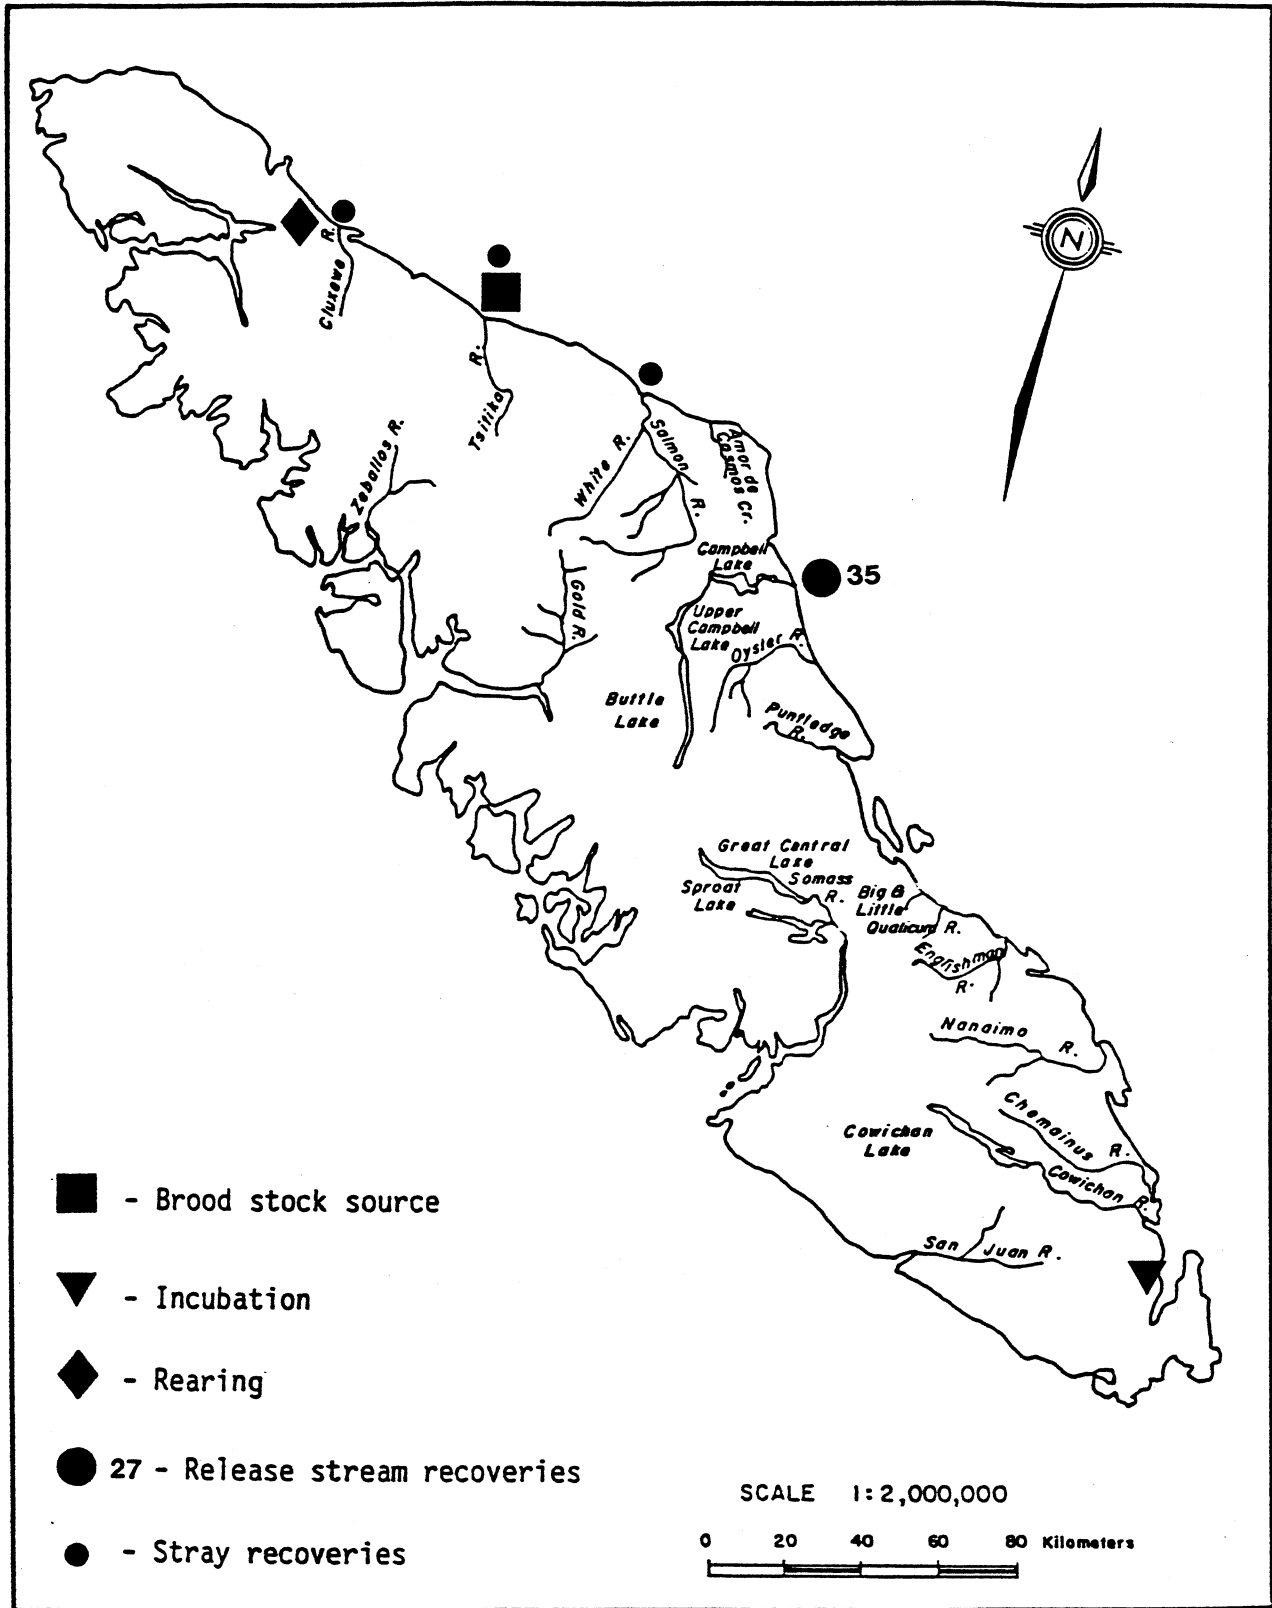 N
Cluxewe R.
Tsitika R.
Zeballos R.
White R.
Salmon R.
Amor de
Cosmos Cr.
Campbell
Lake
35
Gold R.
Upper
Campbell
Lake
Oyster R.
Buttle
Lake
Puntledge
R.
Great Central
Lake
Somass
R.
Sproat
Lake
Big &
Little
Qualicum R.
Englishman
R.
Nanaimo R.
Chemainus R.
Cowichan
Lake
Cowichan R.
San Juan R.
- Brood stock source
- Incubation
- Rearing
27 - Release stream recoveries
- Stray recoveries
SCALE 1:2,000,000
0 20 40 60 80 Kilometers